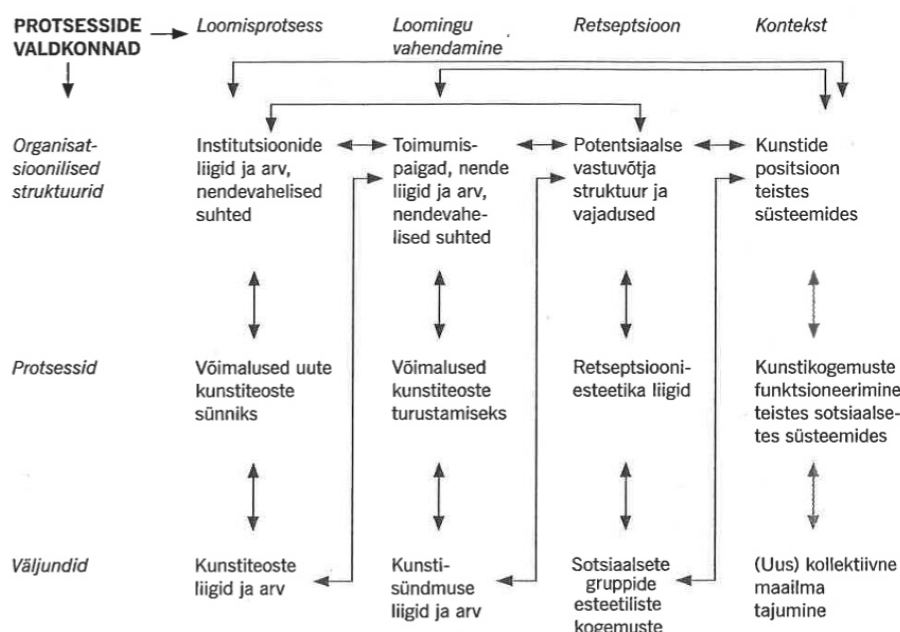 PROTSESSIDE
VALDKONNAD
Loomisprotsess
Loomingu
vahendamine
Retseptsioon
Kontekst
Organisat-
sioonilised
struktuurid
Institutsioonide
liigid ja arv,
nendevahelised
suhted
Toimumis-
paigad, nende
liigid ja arv,
nendevahe-
lised suhted
Potentsiaalse
vastuvõtja
struktuur ja
vajadused
Kunstide
positsioon
teistes
süsteemides
Protsessid
Võimalused uute
kunstiteoste
sünniks
Võimalused
kunstiteoste
turustamiseks
Retseptsiooni-
esteetika liigid
Kunstikogemuste
funktsioneerimine
teistes sotsiaalse-
tes süsteemides
Väljundid
Kunstiteoste
liigid ja arv
Kunsti-
sündmuse
liigid ja arv
Sotsiaalsete
gruppide
esteetiliste
kogemuste
(Uus) kollektiivne
maailma
tajumine